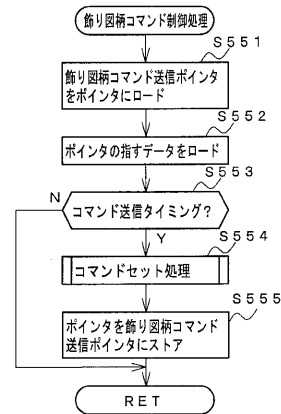 飾り図柄コマンド制御処理
S551
飾り図柄コマンド送信ポインタ
をポインタにロード
S552
ポインタの指すデータをロード
S553
N
コマンド送信タイミング?
Y
S554
コマンドセット処理
S555
ポインタを飾り図柄コマンド
送信ポインタにストア
RET